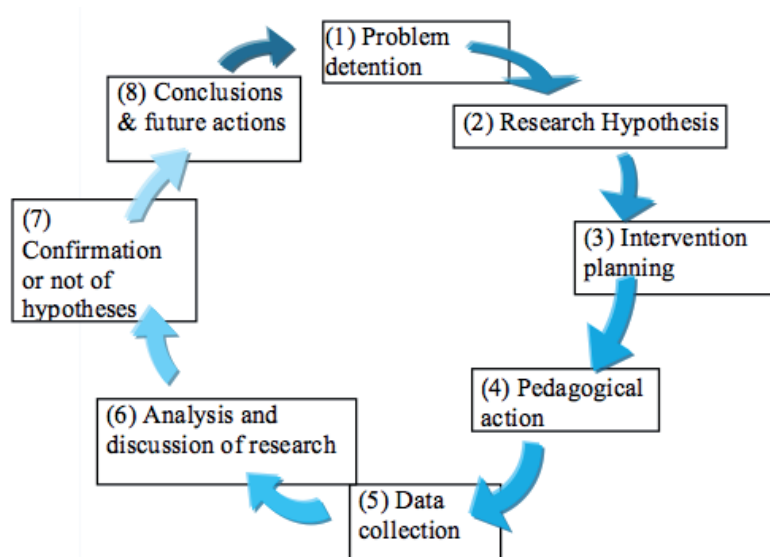 (1) Problem
detention
(2) Research Hypothesis
(3) Intervention
planning
(4) Pedagogical
action
(5) Data
collection
(6) Analysis and
discussion of research
(7)
Confirmation
or not of
hypotheses
(8) Conclusions
& future actions